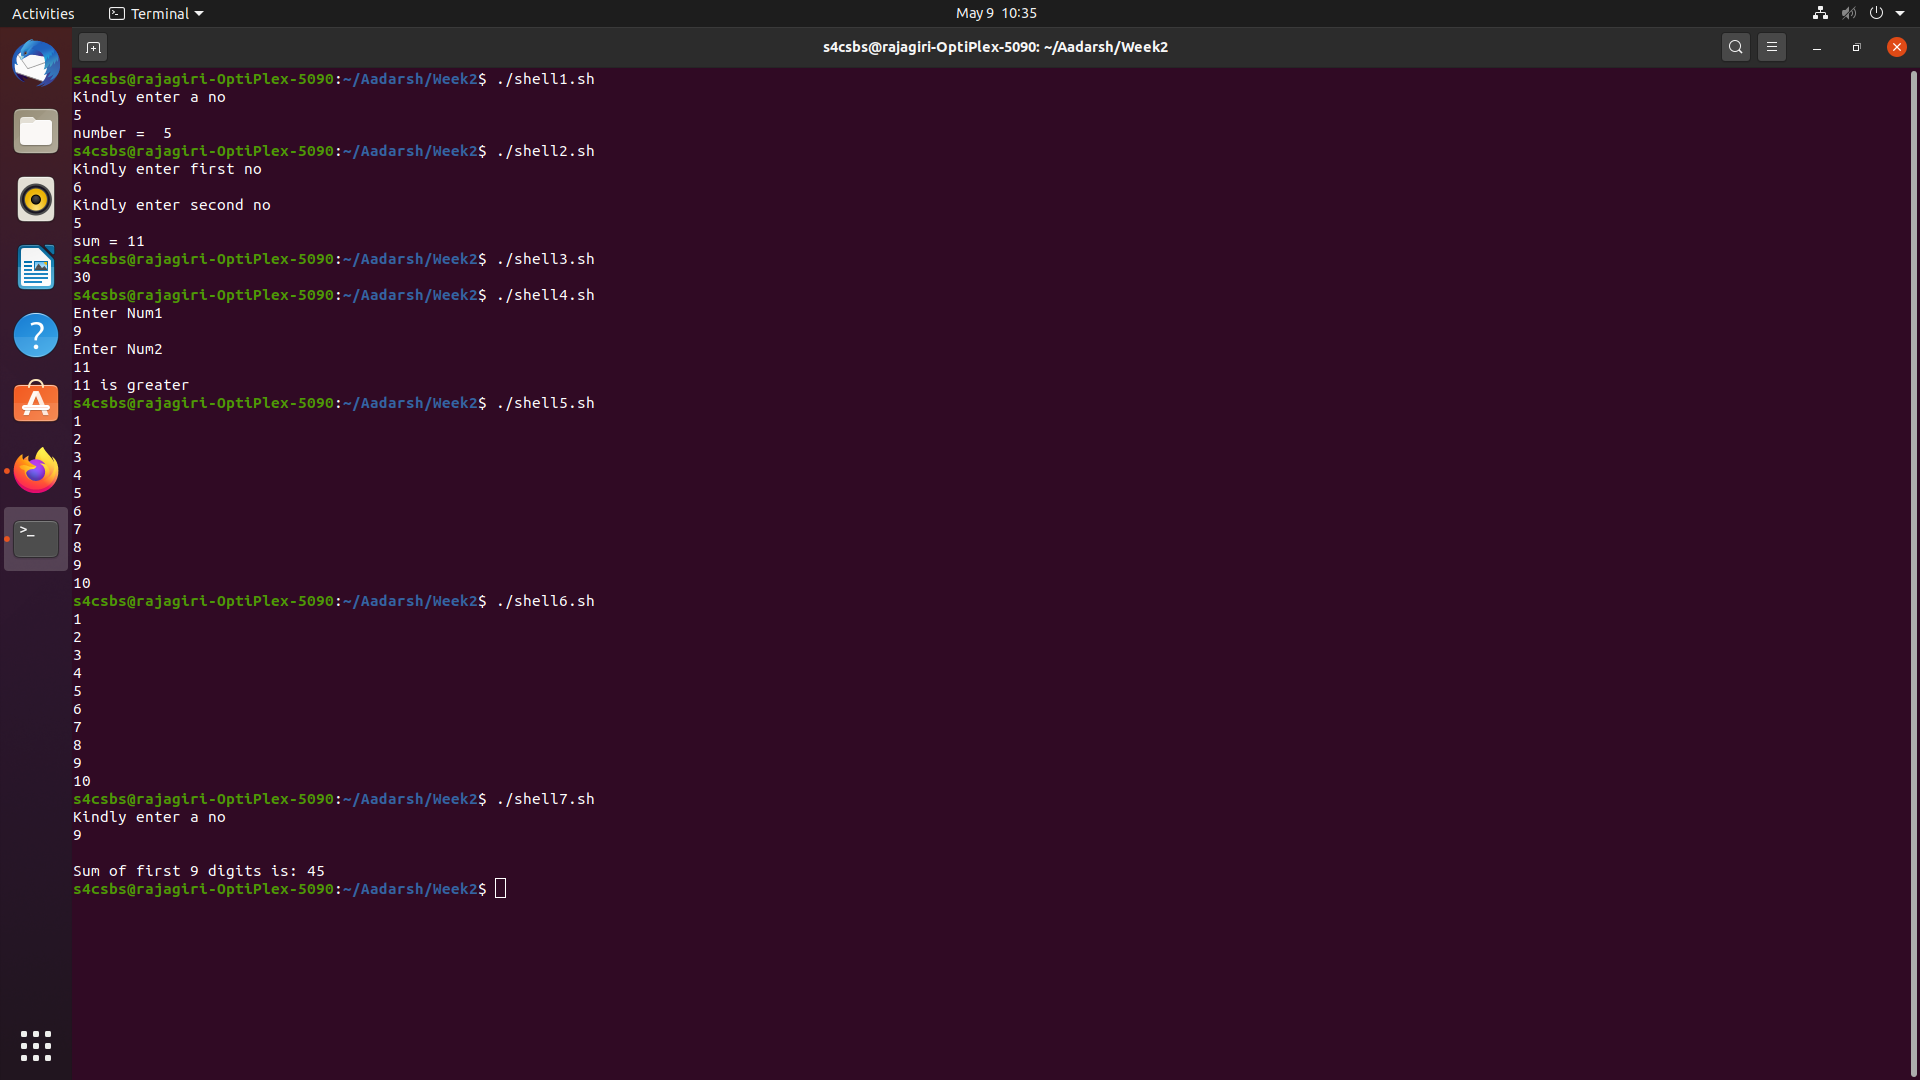 Activities Terminal May 9 10:35
s4csbs@rajagiri-OptiPlex-5090: ~/Aadarsh/Week2
s4csbs@rajagiri-OptiPlex-5090:~/Aadarsh/Week2$ ./shell1.sh
Kindly enter a no
5
number =  5
s4csbs@rajagiri-OptiPlex-5090:~/Aadarsh/Week2$ ./shell2.sh
Kindly enter first no
6
Kindly enter second no
5
sum = 11
s4csbs@rajagiri-OptiPlex-5090:~/Aadarsh/Week2$ ./shell3.sh
30
s4csbs@rajagiri-OptiPlex-5090:~/Aadarsh/Week2$ ./shell4.sh
Enter Num1
9
Enter Num2
11
11 is greater
s4csbs@rajagiri-OptiPlex-5090:~/Aadarsh/Week2$ ./shell5.sh
1
2
3
4
5
6
7
8
9
10
s4csbs@rajagiri-OptiPlex-5090:~/Aadarsh/Week2$ ./shell6.sh
1
2
3
4
5
6
7
8
9
10
s4csbs@rajagiri-OptiPlex-5090:~/Aadarsh/Week2$ ./shell7.sh
Kindly enter a no
9
Sum of first 9 digits is: 45
s4csbs@rajagiri-OptiPlex-5090:~/Aadarsh/Week2$